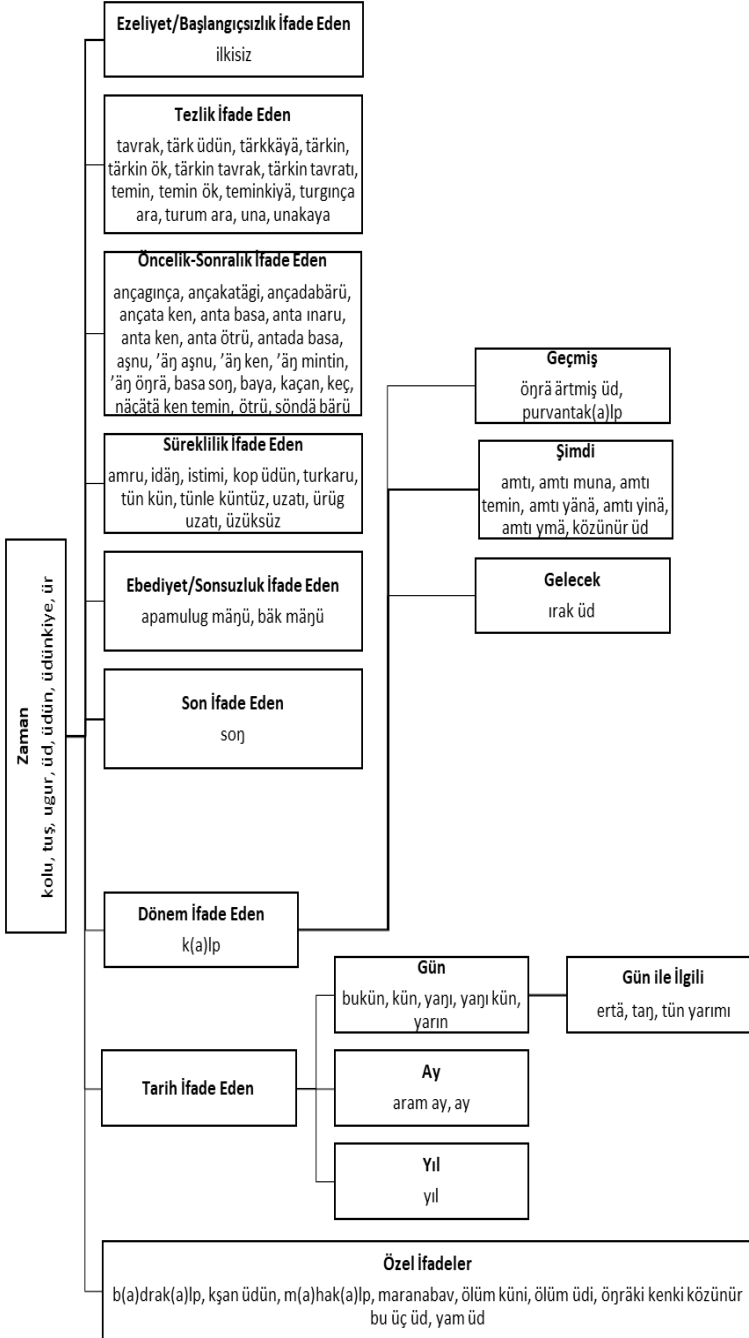 Zaman
kolu, tuş, ugur, üd, üdün, üdünkiye, ür
Ezeliyet/Başlangıçsızlık İfade Eden
ilkisiz
Tezlik İfade Eden
tavrak, tärk üdün, tärkkäyä, tärkin,
tärkin ök, tärkin tavrak, tärkin tavratı,
temin, temin ök, teminkiyä, turgınça
ara, turum ara, una, unakaya
Öncelik-Sonralık İfade Eden
ançagınça, ançakatägi, ançadabärü,
ançata ken, anta basa, anta ınaru,
anta ken, anta ötrü, antada basa,
aşnu, ’äŋ aşnu, ’äŋ ken, ’äŋ mintin,
’äŋ öŋrä, basa soŋ, baya, kaçan, keç,
näçätä ken temin, ötrü, söndä bärü
Süreklilik İfade Eden
amru, idäŋ, istimi, kop üdün, turkaru,
tün kün, tünle küntüz, uzatı, ürüg
uzatı, üzüksüz
Ebediyet/Sonsuzluk İfade Eden
apamulug mäŋü, bäk mäŋü
Son İfade Eden
soŋ
Dönem İfade Eden
k(a)lp
Geçmiş
öŋrä ärtmiş üd,
purvantak(a)lp
Şimdi
amtı, amtı muna, amtı
temin, amtı yänä, amtı yinä,
amtı ymä, közünür üd
Gelecek
ırak üd
Tarih İfade Eden
Gün
bukün, kün, yaŋı, yaŋı kün,
yarın
Gün ile İlgili
ertä, taŋ, tün yarımı
Ay
aram ay, ay
Yıl
yıl
Özel İfadeler
b(a)drak(a)lp, kşan üdün, m(a)hak(a)lp, maranabav, ölüm küni, ölüm üdi, öŋräki kenki közünür
bu üç üd, yam üd